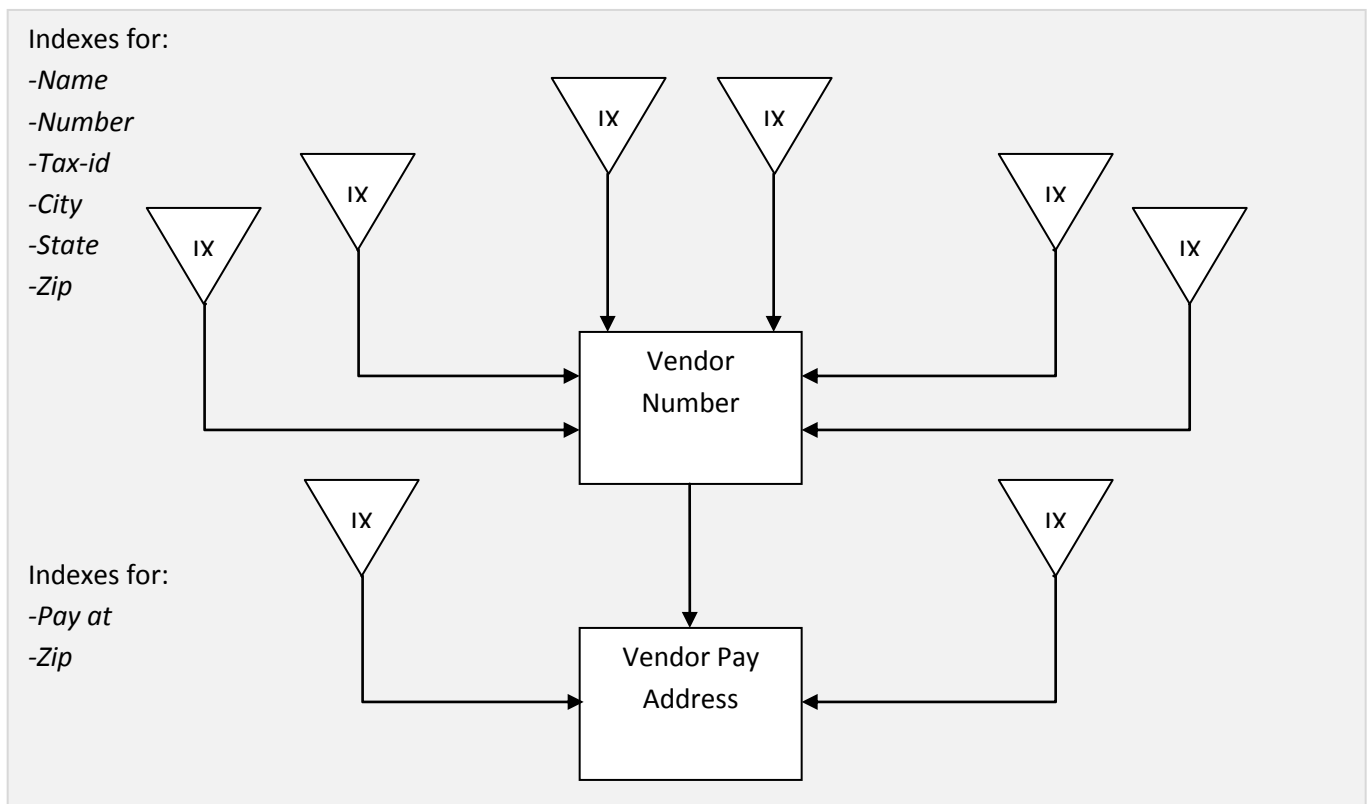 Indexes for:
-Name
-Number
-Tax-id
-City
-State
-Zip
IX
IX
IX
IX
IX
IX
Vendor
Number
IX
IX
Indexes for:
-Pay at
-Zip
Vendor Pay
Address